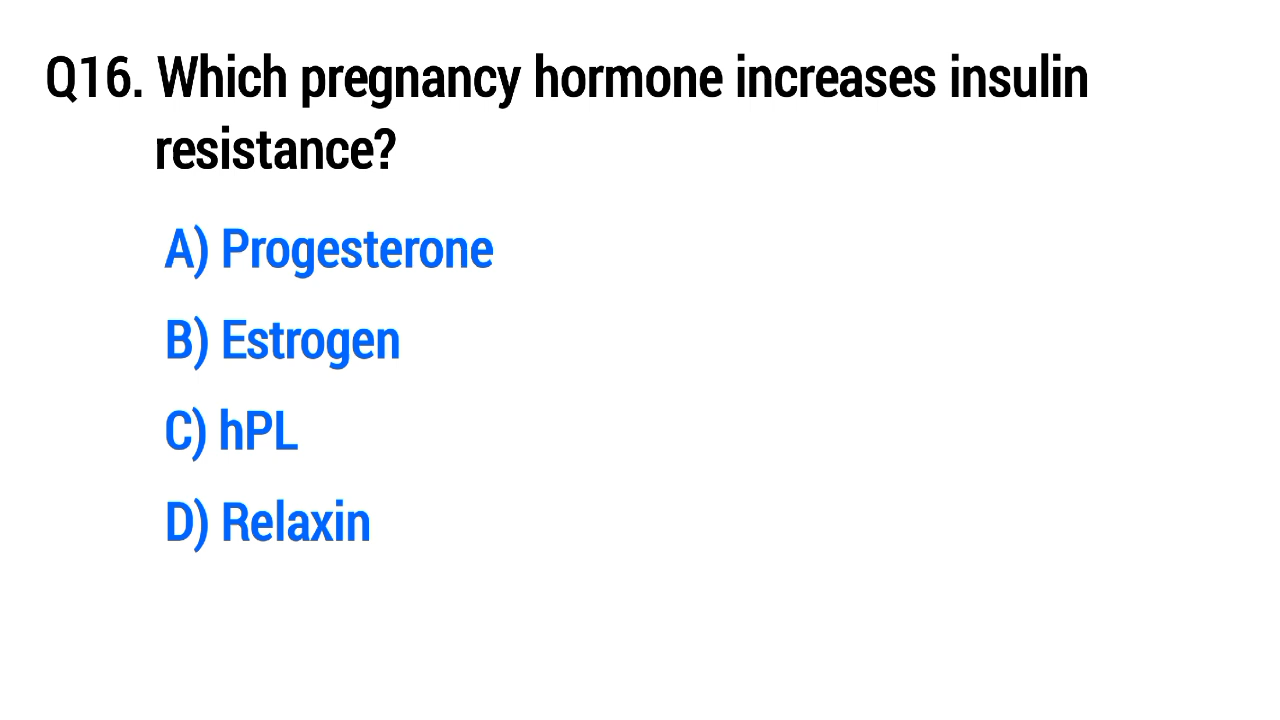 Q16. Which pregnancy hormone increases insulin
resistance?
A) Progesterone
B) Estrogen
C) hPL
D) Relaxin